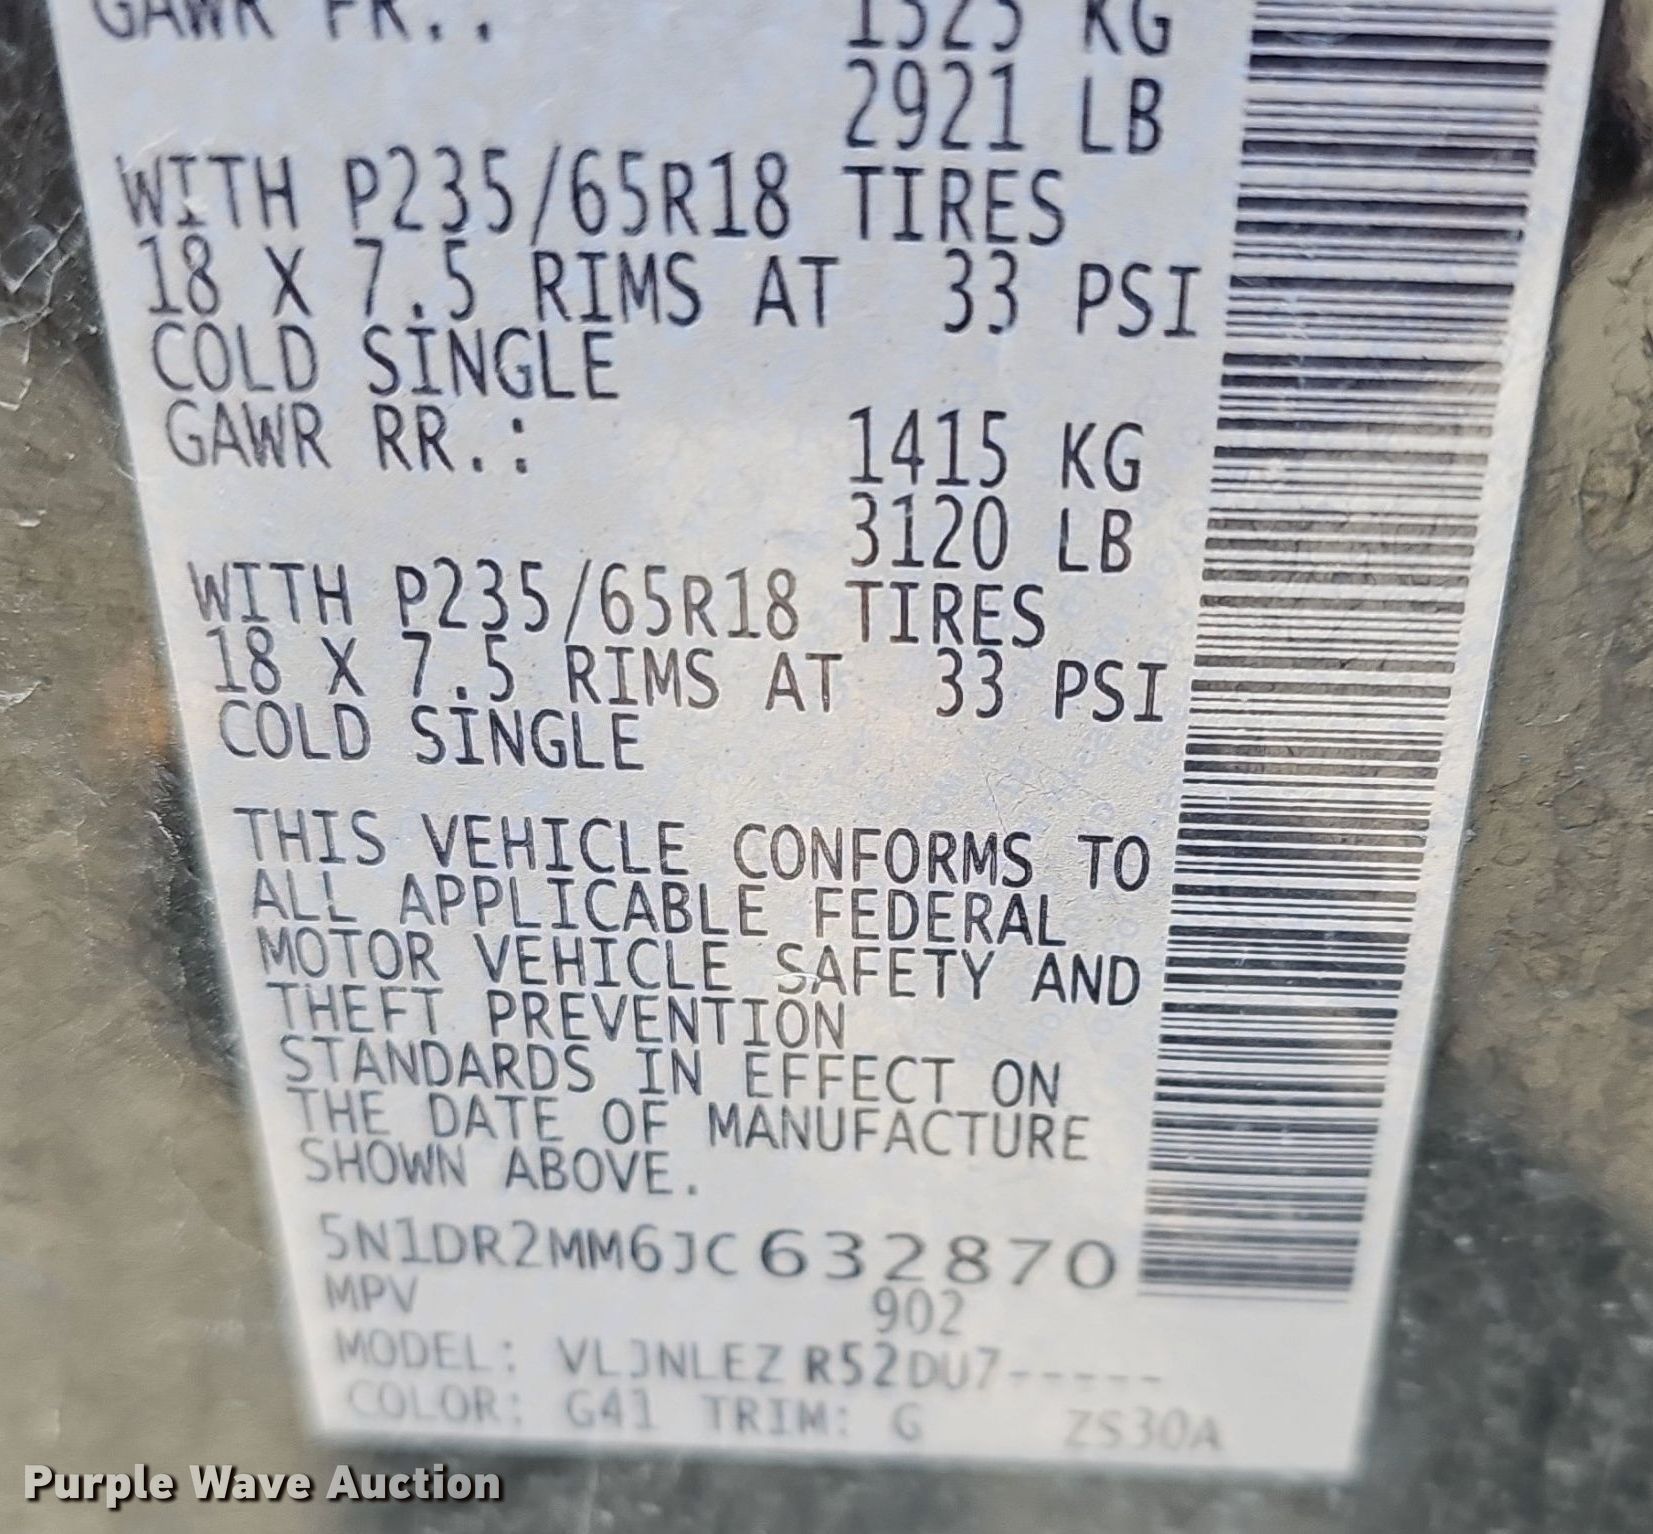 GAWR FR..
1325 KG
2921 LB
WITH P235/65R18 TIRES
18 X 7.5 RIMS AT 33 PSI
COLD SINGLE
GAWR RR.:
1415 KG
3120 LB
WITH P235/65R18 TIRES
18 X 7.5 RIMS AT 33 PSI
COLD SINGLE
THIS VEHICLE CONFORMS TO
ALL APPLICABLE FEDERAL
MOTOR VEHICLE SAFETY AND
THEFT PREVENTION
STANDARDS IN EFFECT ON
THE DATE OF MANUFACTURE
SHOWN ABOVE.
5N1DR2MM6JC632870
MPV 902
MODEL: VLJNLEZ R52DU7-----
COLOR: G41 TRIM: G ZS30A
Purple Wave Auction